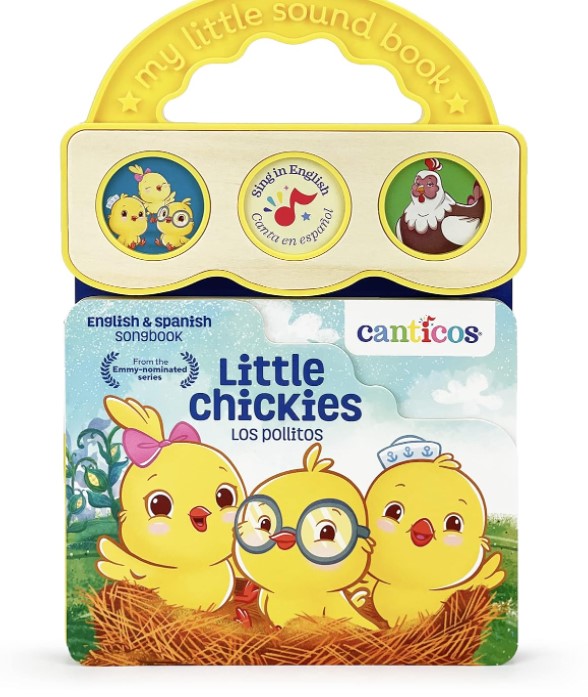 my little sound book
Sing in English
Canta en español
English & Spanish
SONGBOOK
canticos
From the
Emmy-nominated
series
Little
Chickies
LOS POLLITOS